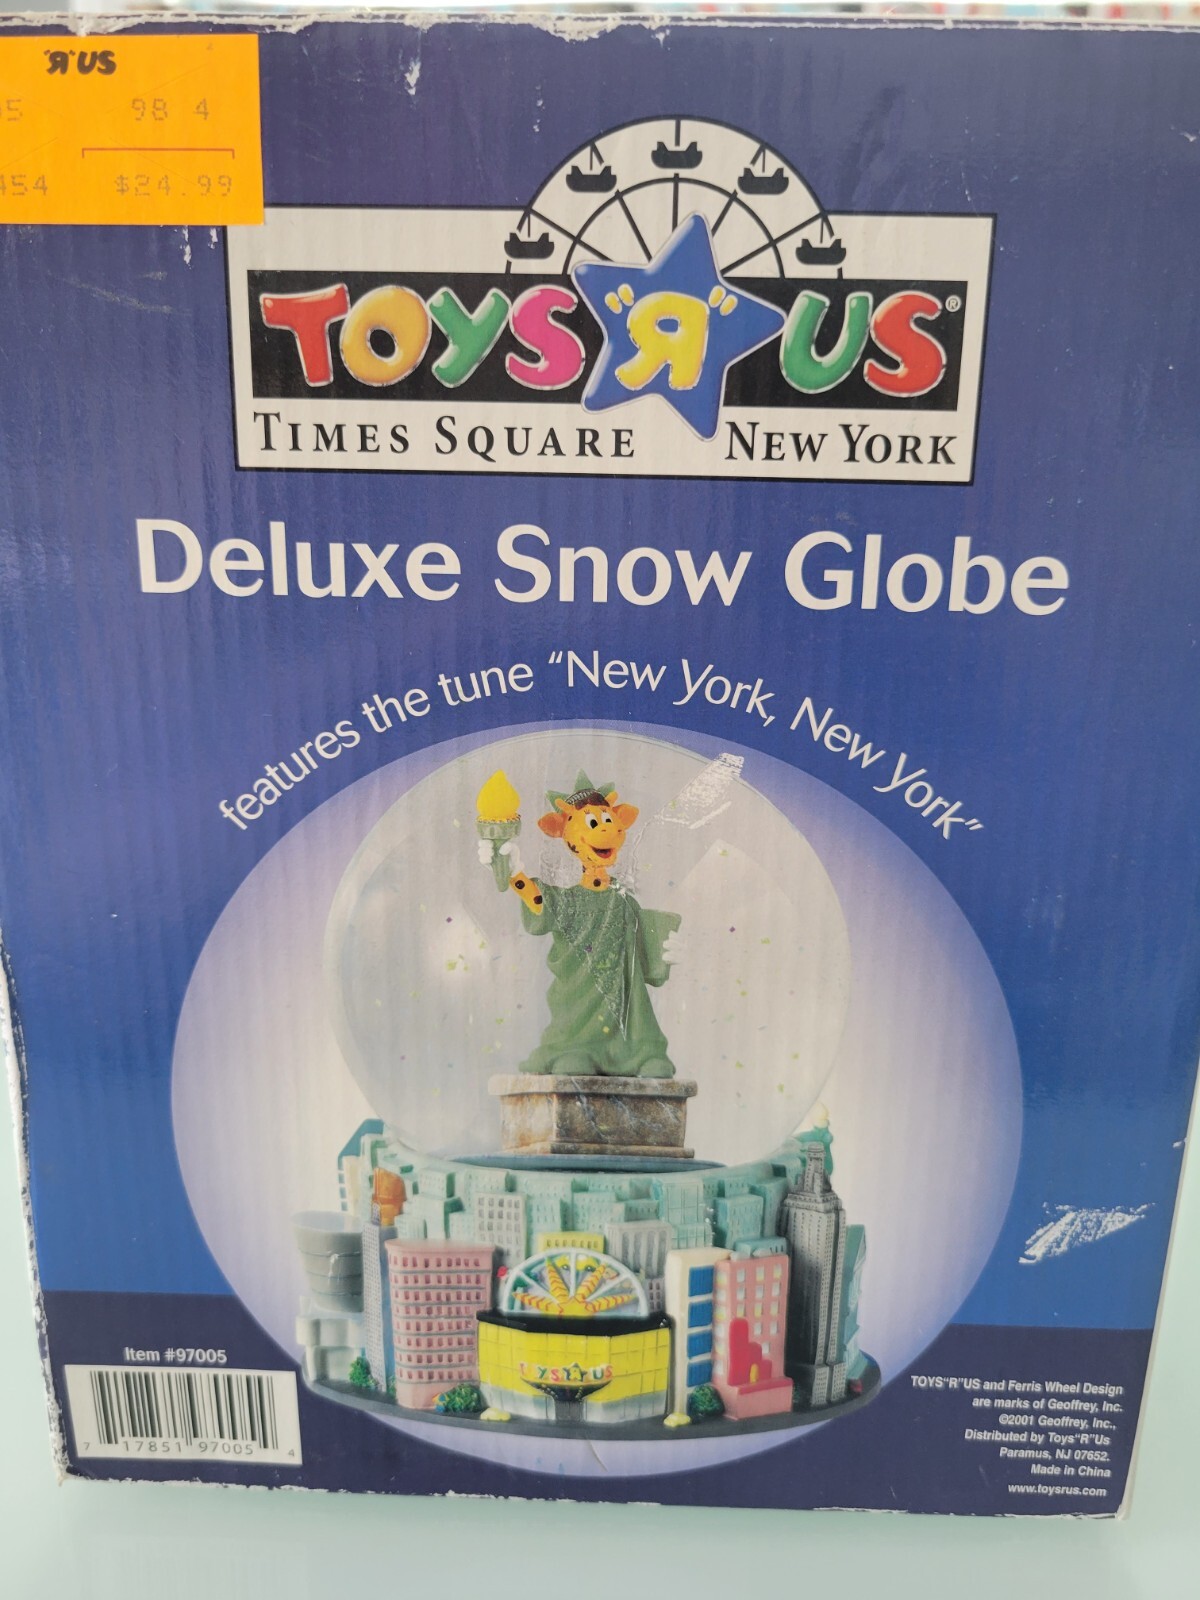 "R" US
5 98 4
454 $24.99
TOYS "R" US®
TIMES SQUARE NEW YORK
Deluxe Snow Globe
features the tune “New York, New York”
TOYS "R" US
Item #97005
7 17851 97005 4
TOYS"R"US and Ferris Wheel Design
are marks of Geoffrey, Inc.
©2001 Geoffrey, Inc.,
Distributed by Toys"R"Us
Paramus, NJ 07652.
Made in China
www.toysrus.com